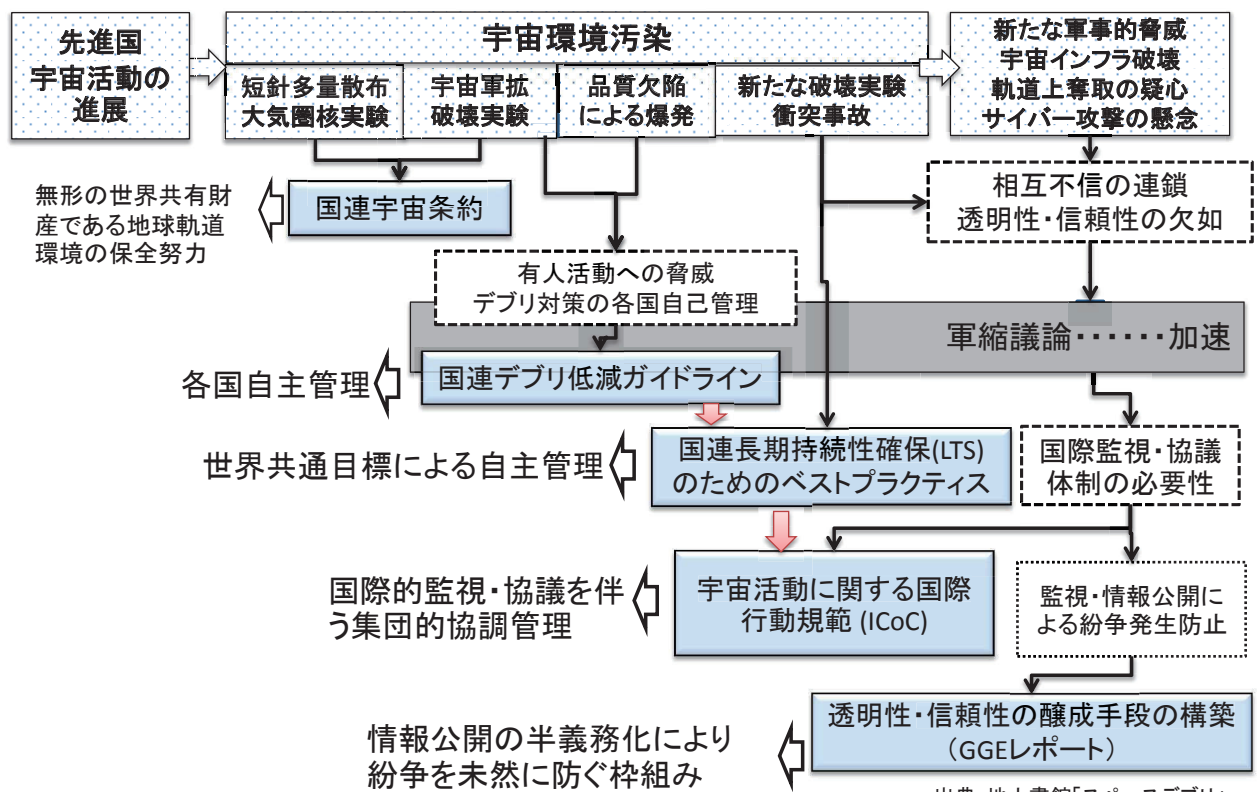 先進国
宇宙活動の
進展
宇宙環境汚染
短針多量散布
大気圏核実験
宇宙軍拡
破壊実験
品質欠陥
による爆発
新たな破壊実験
衝突事故
新たな軍事的脅威
宇宙インフラ破壊
軌道上奪取の疑心
サイバー攻撃の懸念
無形の世界共有財
産である地球軌道
環境の保全努力
国連宇宙条約
相互不信の連鎖
透明性・信頼性の欠如
有人活動への脅威
デブリ対策の各国自己管理
軍縮議論・・・・・・加速
各国自主管理
国連デブリ低減ガイドライン
世界共通目標による自主管理
国連長期持続性確保(LTS)
のためのベストプラクティス
国際監視・協議
体制の必要性
国際的監視・協議を伴
う集団的協調管理
宇宙活動に関する国際
行動規範 (ICoC)
監視・情報公開に
よる紛争発生防止
情報公開の半義務化により
紛争を未然に防ぐ枠組み
透明性・信頼性の醸成手段の構築
（GGEレポート）